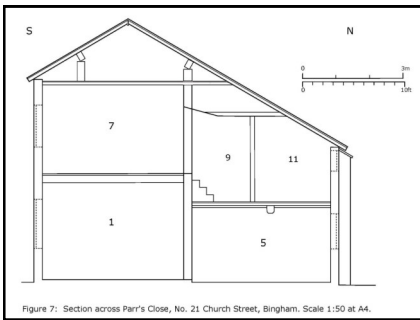 S
N
0
3m
0
10ft
7
9
11
1
5
Figure 7: Section across Parr's Close, No. 21 Church Street, Bingham. Scale 1:50 at A4.